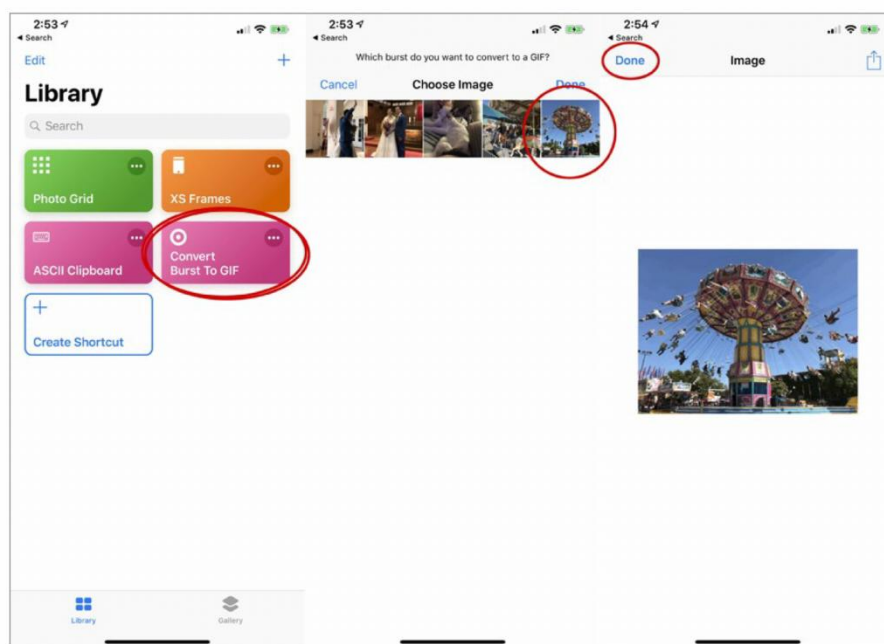 2:53
Search
Edit
+
Library
Search
Photo Grid
XS Frames
ASCII Clipboard
Convert
Burst To GIF
+
Create Shortcut
Library
Gallery
2:53
Search
Which burst do you want to convert to a GIF?
Cancel
Choose Image
Done
2:54
Search
Done
Image